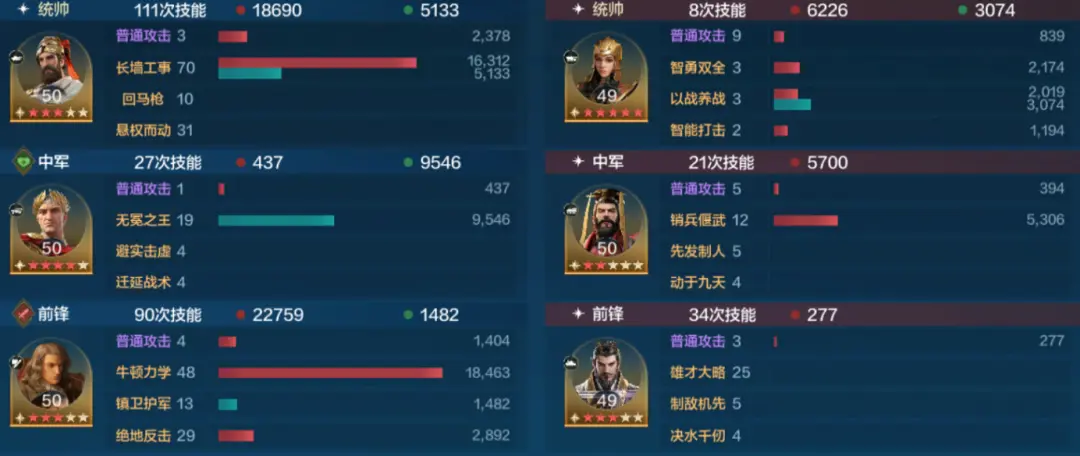 统帅 111次技能 18690 5133
普通攻击 3 2,378
长墙工事 70 16,312
5,133
回马枪 10
50
悬权而动 31
中军 27次技能 437 9546
普通攻击 1 437
无冕之王 19 9,546
避实击虚 4
50
迂延战术 4
前锋 90次技能 22759 1482
普通攻击 4 1,404
牛顿力学 48 18,463
镇卫护军 13 1,482
50
绝地反击 29 2,892
统帅 8次技能 6226 3074
普通攻击 9 839
智勇双全 3 2,174
以战养战 3 2,019
3,074
49
智能打击 2 1,194
中军 21次技能 5700
普通攻击 5 394
销兵偃武 12 5,306
先发制人 5
50
动于九天 4
前锋 34次技能 277
普通攻击 3 277
雄才大略 25
制敌机先 5
49
决水千仞 4